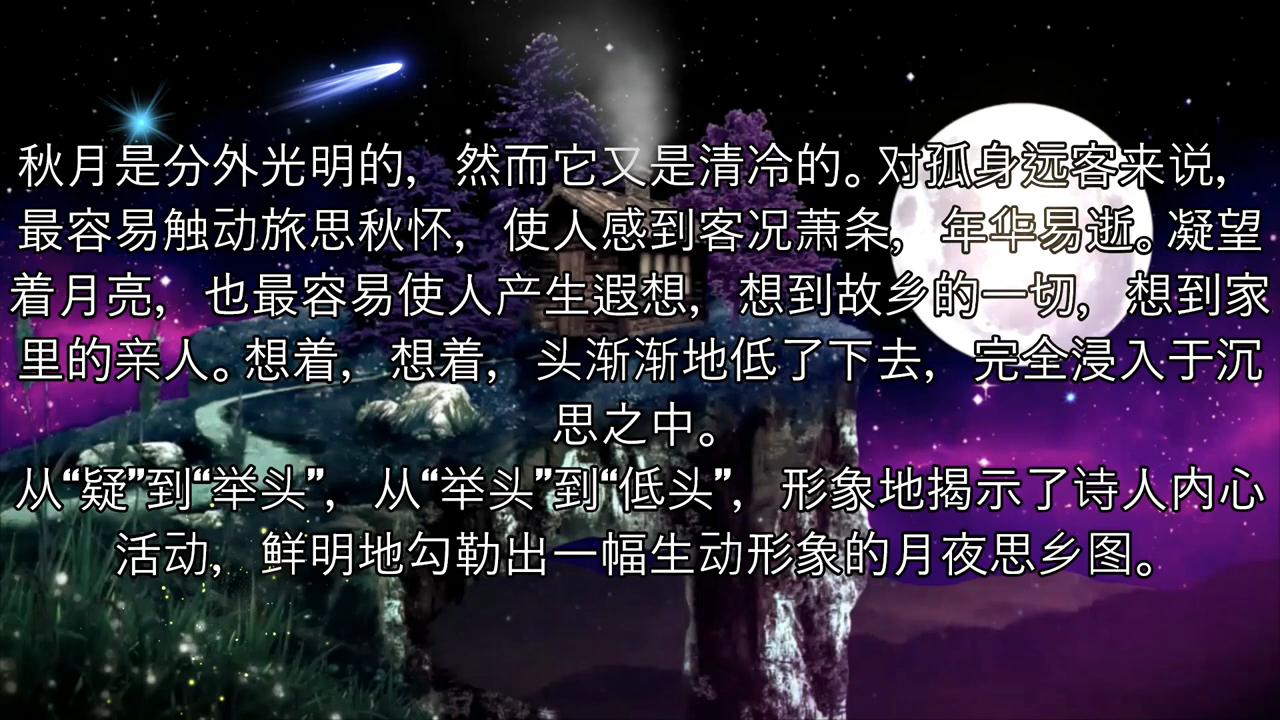 秋月是分外光明的，然而它又是清冷的。对孤身远客来说，
最容易触动旅思秋怀，使人感到客况萧条，年华易逝。凝望
着月亮，也最容易使人产生遐想，想到故乡的一切，想到家
里的亲人。想着，想着，头渐渐地低了下去，完全浸入于沉
思之中。
从“疑”到“举头”，从“举头”到“低头”，形象地揭示了诗人内心
活动，鲜明地勾勒出一幅生动形象的月夜思乡图。